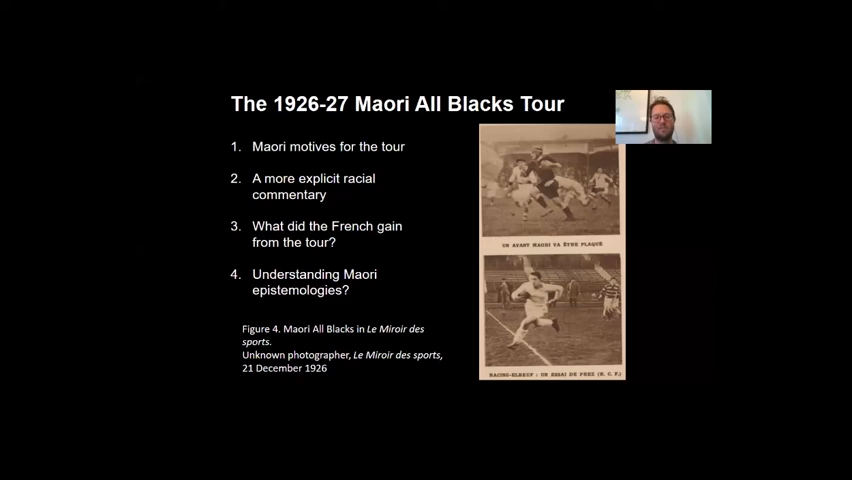 The 1926-27 Maori All Blacks Tour
1. Maori motives for the tour
2. A more explicit racial
commentary
3. What did the French gain
from the tour?
4. Understanding Maori
epistemologies?
Figure 4. Maori All Blacks in Le Miroir des
sports.
Unknown photographer, Le Miroir des sports,
21 December 1926
UN AVANT MAORI VA ÊTRE PLAQUÉ
RACING-ELBEUF : UN ESSAI DE PREZ (R. C. F.)